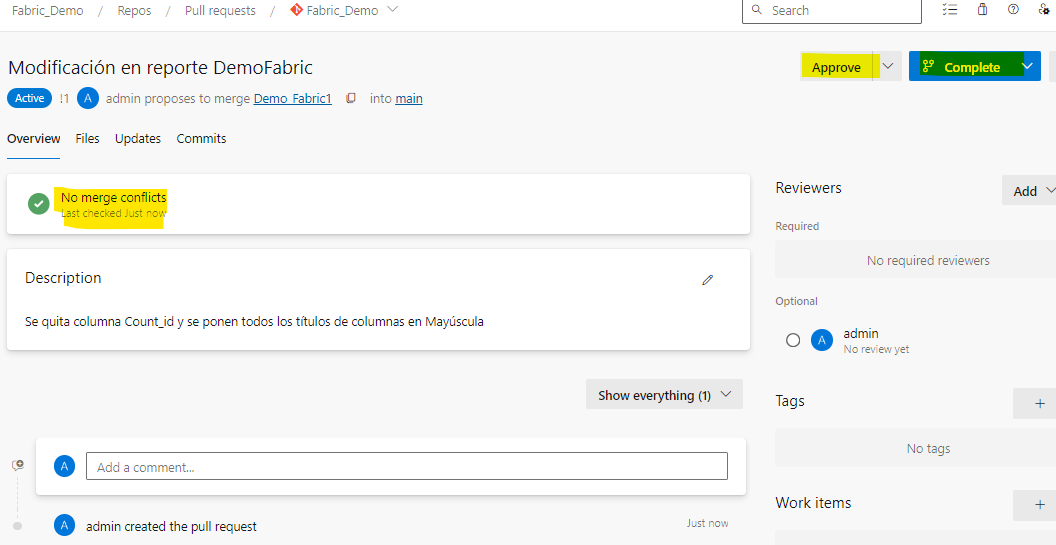 Fabric_Demo / Repos / Pull requests / Fabric_Demo
Search
Modificación en reporte DemoFabric
Approve
Complete
Active !1 A admin proposes to merge Demo_Fabric1 into main
Overview Files Updates Commits
No merge conflicts
Last checked Just now
Description
Se quita columna Count_id y se ponen todos los títulos de columnas en Mayúscula
Show everything (1)
A Add a comment...
A admin created the pull request Just now
Reviewers
Add
Required
No required reviewers
Optional
A admin
No review yet
Tags
No tags
Work items